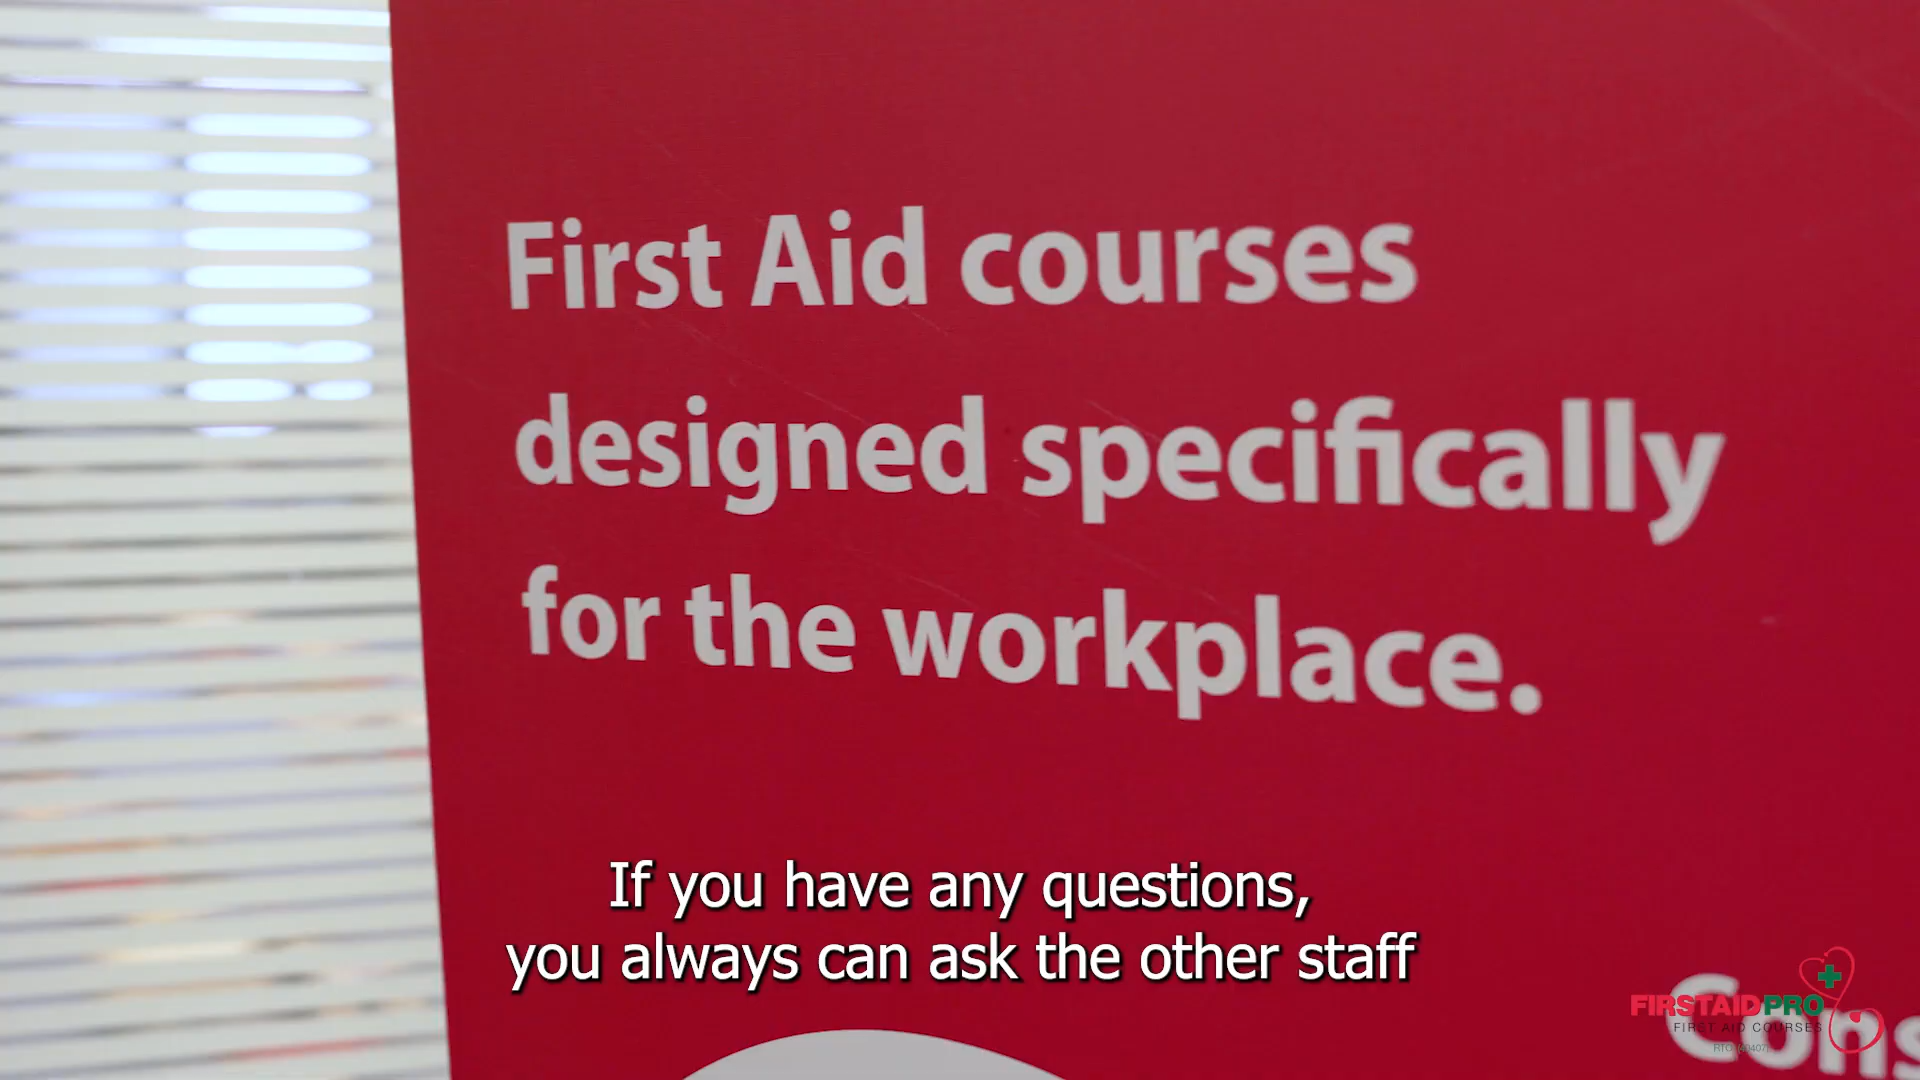 First Aid courses
designed specifically
for the workplace.
If you have any questions,
you always can ask the other staff
FIRSTAIDPRO
FIRST AID COURSES